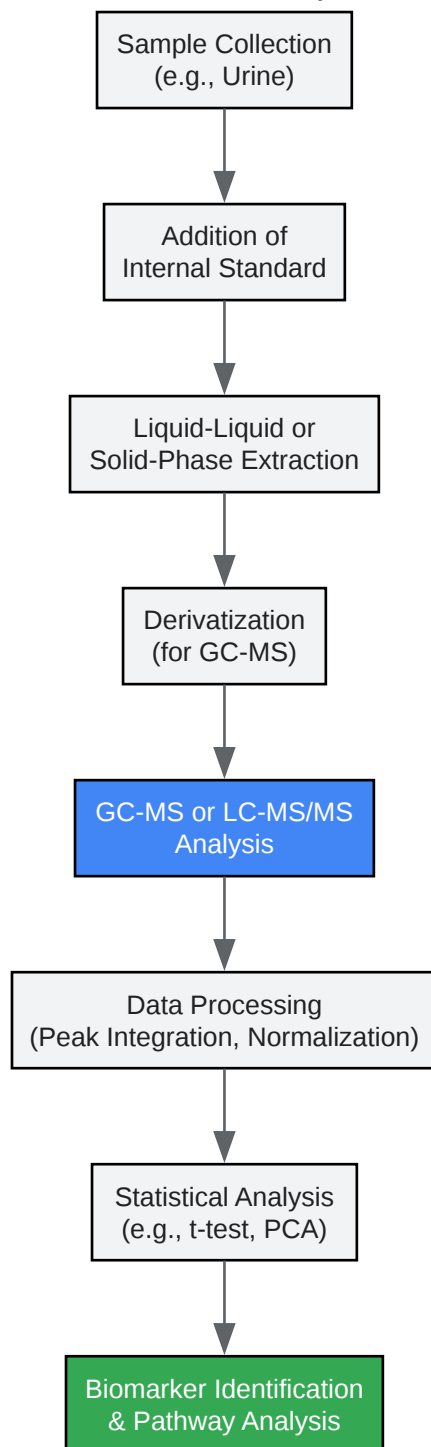 Sample Collection
(e.g., Urine)
Addition of
Internal Standard
Liquid-Liquid or
Solid-Phase Extraction
Derivatization
(for GC-MS)
GC-MS or LC-MS/MS
Analysis
Data Processing
(Peak Integration, Normalization)
Statistical Analysis
(e.g., t-test, PCA)
Biomarker Identification
& Pathway Analysis